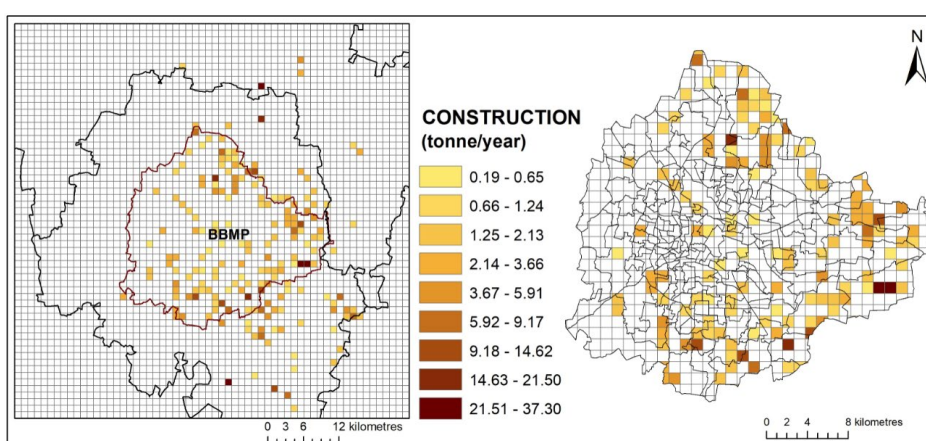 BBMP
0 3 6 12 kilometres
CONSTRUCTION
(tonne/year)
0.19 - 0.65
0.66 - 1.24
1.25 - 2.13
2.14 - 3.66
3.67 - 5.91
5.92 - 9.17
9.18 - 14.62
14.63 - 21.50
21.51 - 37.30
N
0 2 4 8 kilometres